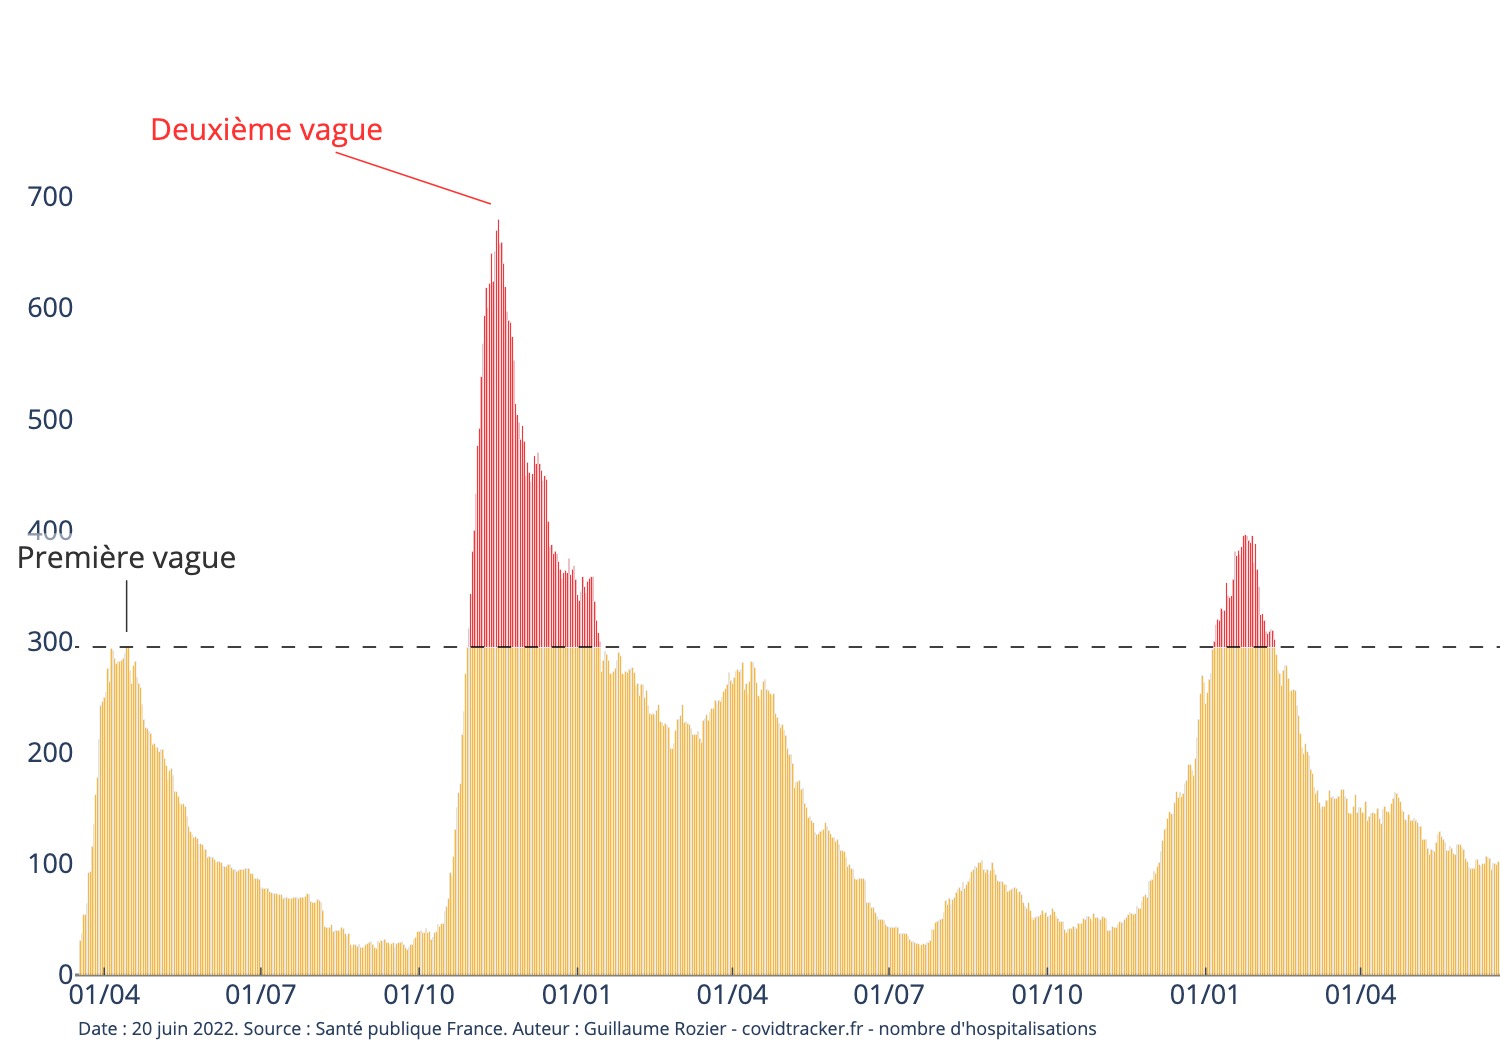 Deuxième vague
700
600
500
400
Première vague
300
200
100
0
01/04 01/07 01/10 01/01 01/04 01/07 01/10 01/01 01/04
Date : 20 juin 2022. Source : Santé publique France. Auteur : Guillaume Rozier - covidtracker.fr - nombre d'hospitalisations